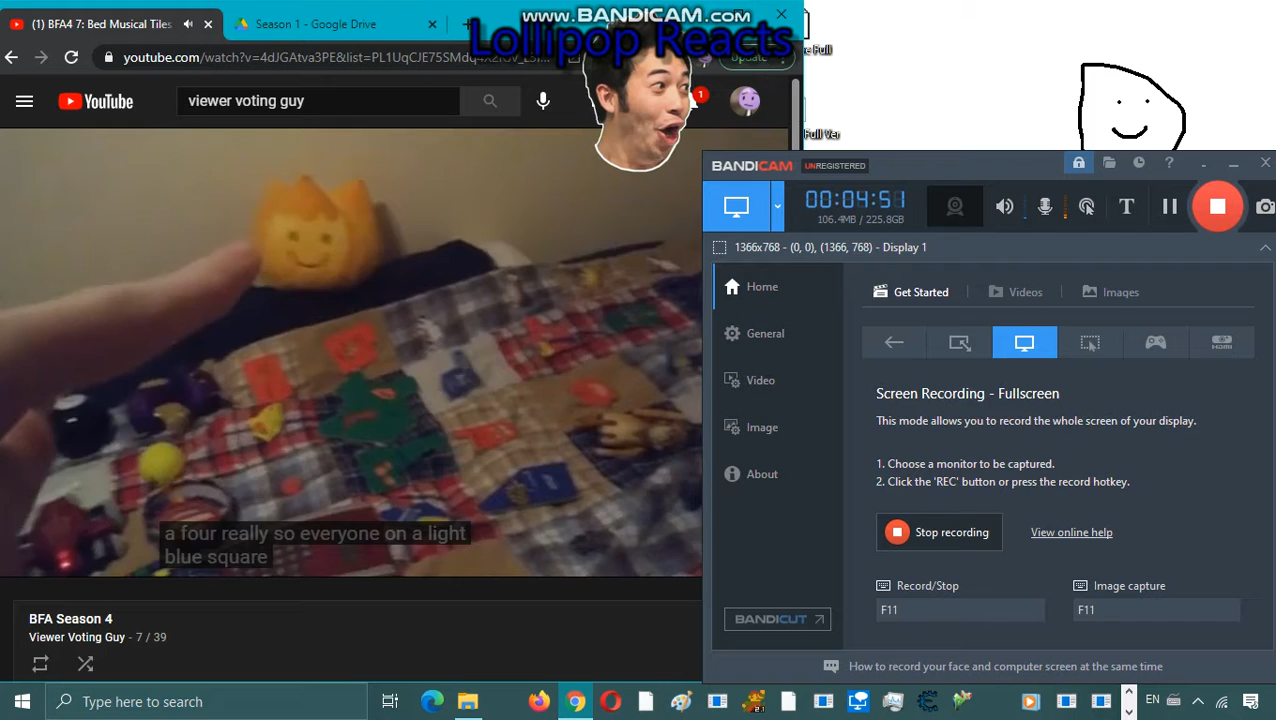 www.BANDICAM.com
Lollipop Reacts
(1) BFA4 7: Bed Musical Tiles
Season 1 - Google Drive
youtube.com/watch?v=4dJGAtva3PE&list=
Update
YouTube
viewer voting guy
1
e Full
Full Ver
BANDICAM UNREGISTERED
00:04:51
106.4MB / 225.8GB
1366x768 - (0, 0), (1366, 768) - Display 1
Home
General
Video
Image
About
Get Started
Videos
Images
HDMI
Screen Recording - Fullscreen
This mode allows you to record the whole screen of your display.
1. Choose a monitor to be captured.
2. Click the 'REC' button or press the record hotkey.
Stop recording
View online help
Record/Stop
Image capture
F11
F11
BANDICUT
How to record your face and computer screen at the same time
a four really so everyone on a light
blue square
BFA Season 4
Viewer Voting Guy - 7 / 39
Type here to search
EN